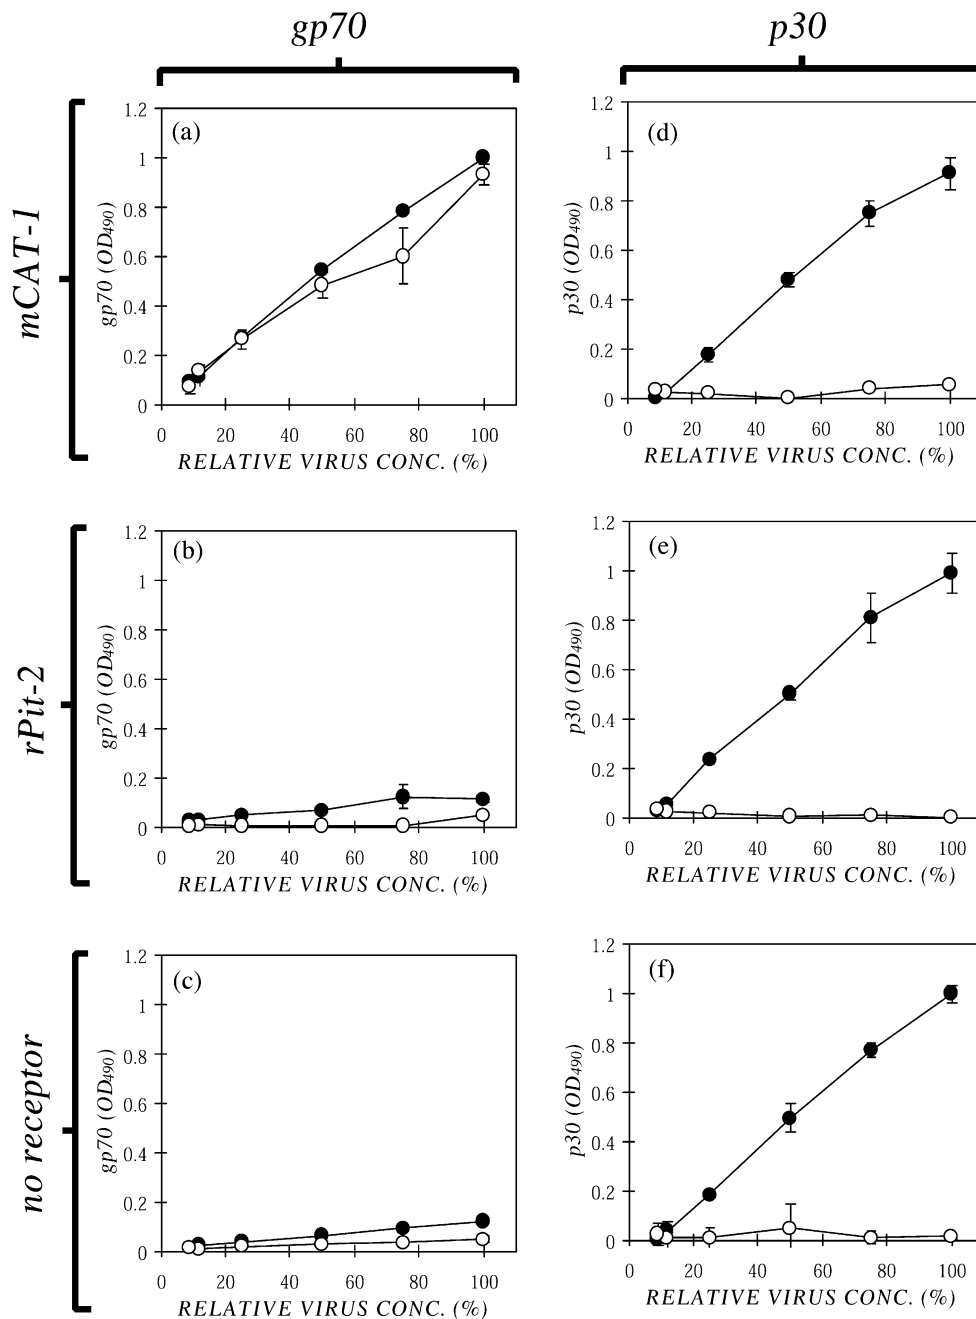 gp70
p30
mCAT-1
(a)
gp70 (OD490)
1.2
1
0.8
0.6
0.4
0.2
0
0 20 40 60 80 100
RELATIVE VIRUS CONC. (%)
(d)
p30 (OD490)
1.2
1
0.8
0.6
0.4
0.2
0
0 20 40 60 80 100
RELATIVE VIRUS CONC. (%)
rPit-2
(b)
gp70 (OD490)
1.2
1
0.8
0.6
0.4
0.2
0
0 20 40 60 80 100
RELATIVE VIRUS CONC. (%)
(e)
p30 (OD490)
1.2
1
0.8
0.6
0.4
0.2
0
0 20 40 60 80 100
RELATIVE VIRUS CONC. (%)
no receptor
(c)
gp70 (OD490)
1.2
1
0.8
0.6
0.4
0.2
0
0 20 40 60 80 100
RELATIVE VIRUS CONC. (%)
(f)
p30 (OD490)
1.2
1
0.8
0.6
0.4
0.2
0
0 20 40 60 80 100
RELATIVE VIRUS CONC. (%)